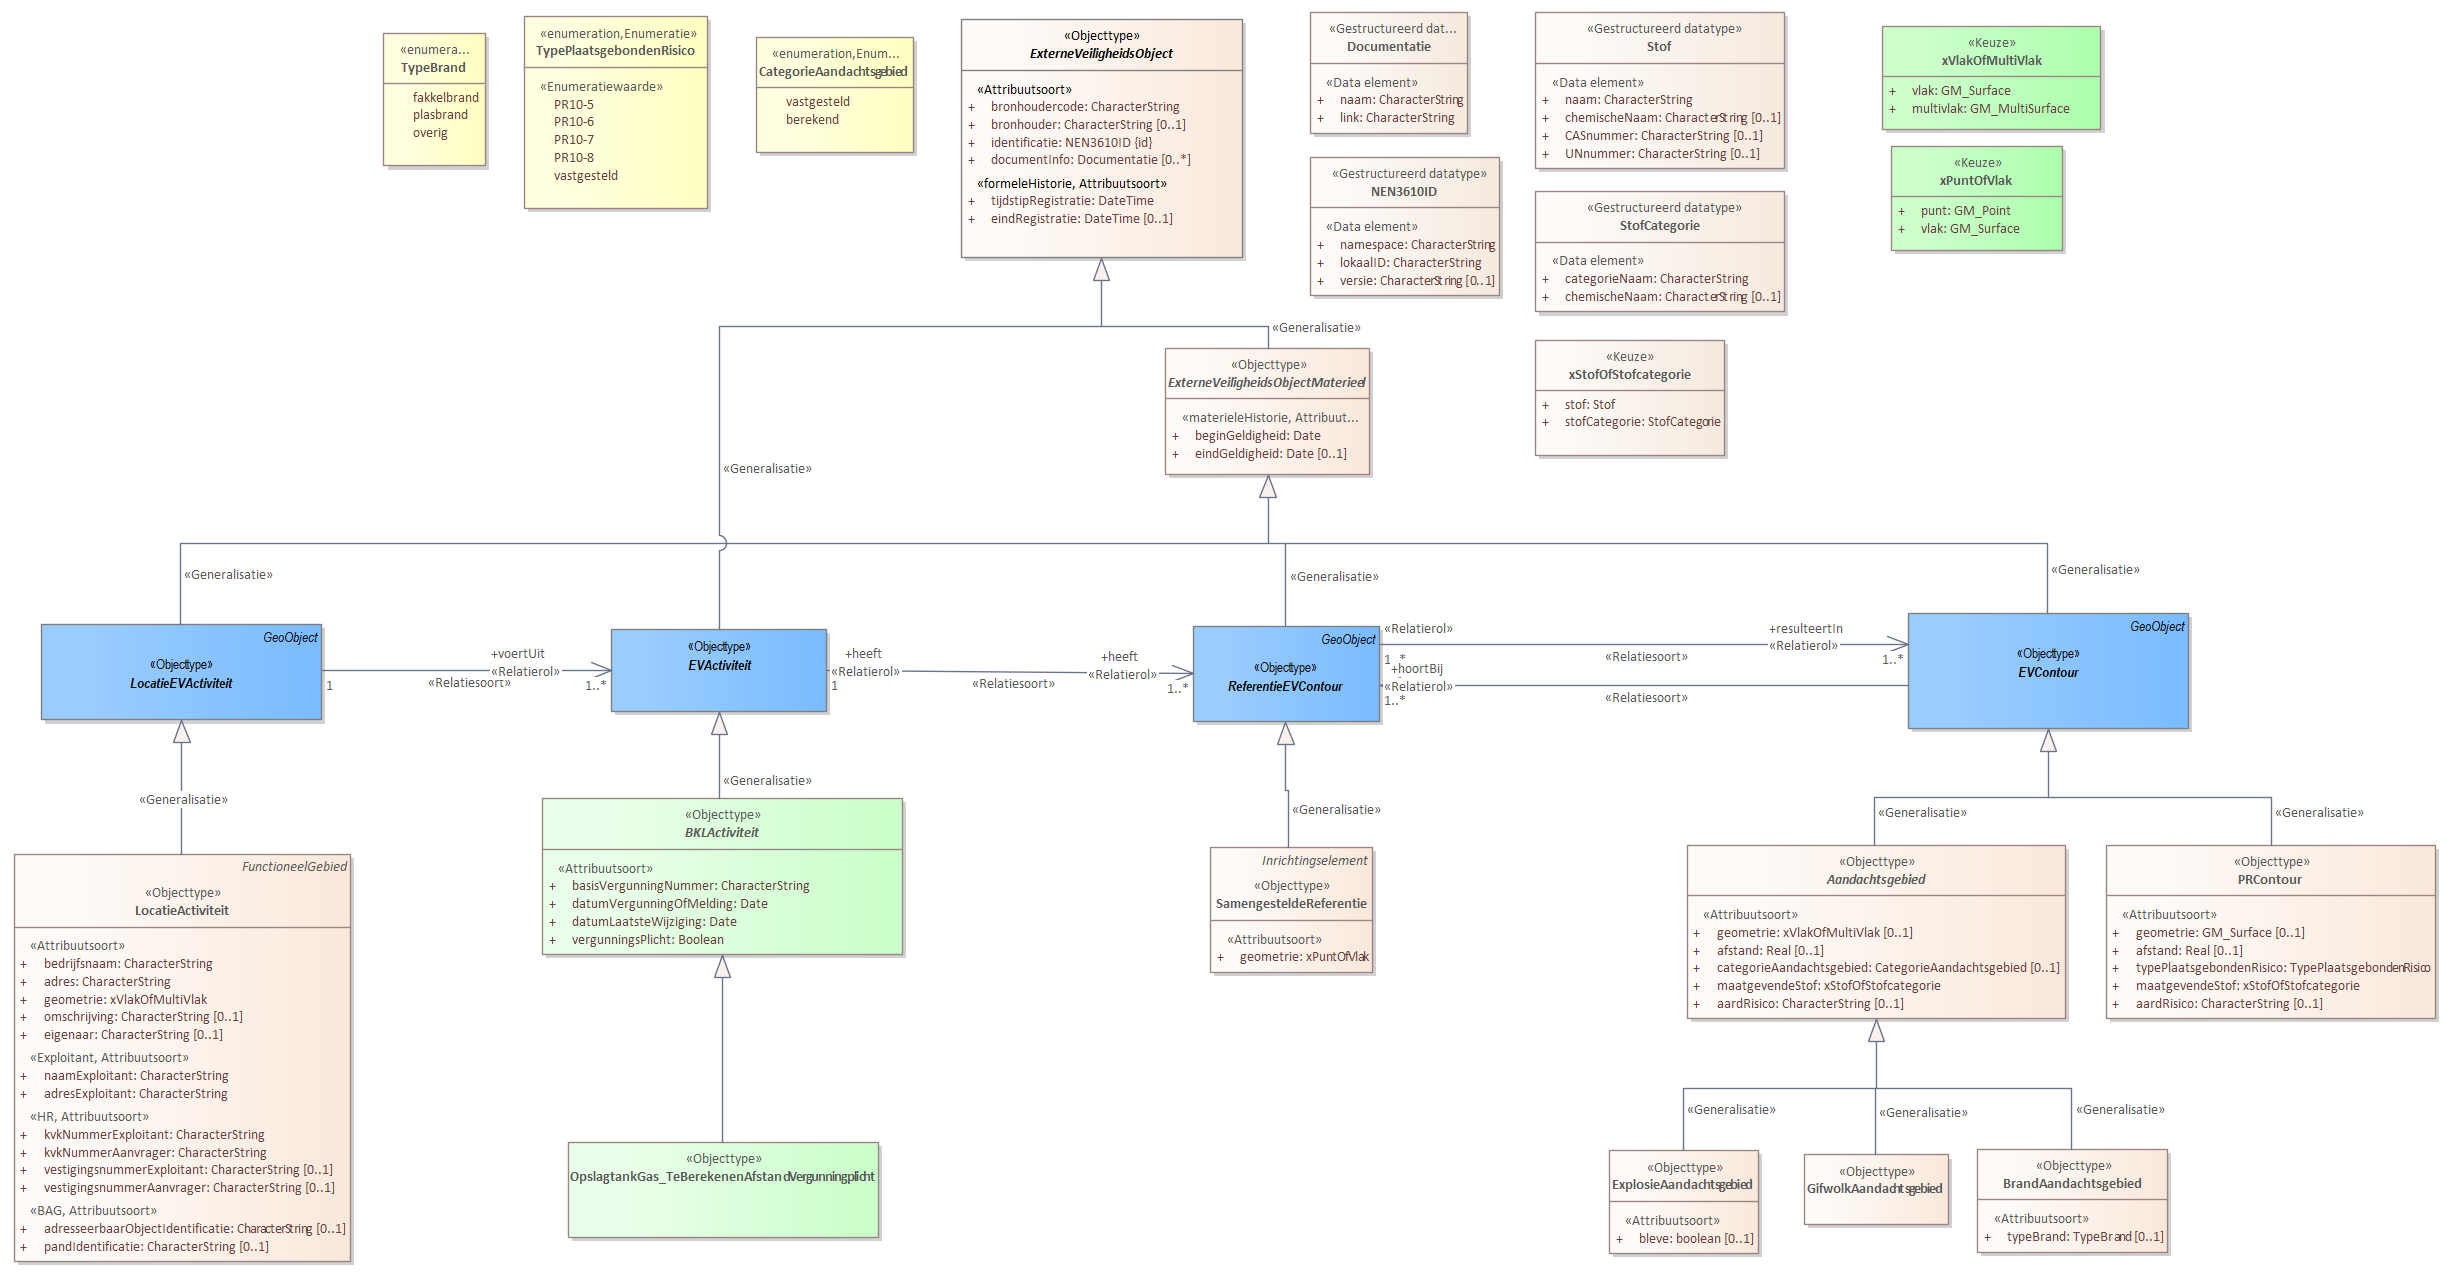 «enumera...
TypeBrand
fakkelbrand
plasbrand
overig
«enumeration,Enumeratie»
TypePlaatsgebondenRisico
«Enumeratiewaarde»
PR10-5
PR10-6
PR10-7
PR10-8
vastgesteld
«enumeration,Enum...
CategorieAandachtsgebied
vastgesteld
berekend
«Objecttype»
ExterneVeiligheidsObject
«Attribuutsoort»
+ bronhoudercode: CharacterString
+ bronhouder: CharacterString [0..1]
+ identificatie: NEN3610ID {id}
+ documentInfo: Documentatie [0..*]
«formeleHistorie, Attribuutsoort»
+ tijdstipRegistratie: DateTime
+ eindRegistratie: DateTime [0..1]
«Gestructureerd dat...
Documentatie
«Data element»
+ naam: CharacterString
+ link: CharacterString
«Gestructureerd datatype»
NEN3610ID
«Data element»
+ namespace: CharacterString
+ lokaalID: CharacterString
+ versie: CharacterString [0..1]
«Gestructureerd datatype»
Stof
«Data element»
+ naam: CharacterString
+ chemischeNaam: CharacterString [0..1]
+ CASnummer: CharacterString [0..1]
+ UNnummer: CharacterString [0..1]
«Gestructureerd datatype»
StofCategorie
«Data element»
+ categorieNaam: CharacterString
+ chemischeNaam: CharacterString [0..1]
«Keuze»
xStofOfStofcategorie
+ stof: Stof
+ stofCategorie: StofCategorie
«Keuze»
xVlakOfMultiVlak
+ vlak: GM_Surface
+ multivlak: GM_MultiSurface
«Keuze»
xPuntOfVlak
+ punt: GM_Point
+ vlak: GM_Surface
«Generalisatie»
«Objecttype»
ExterneVeiligheidsObjectMaterieel
«materieleHistorie, Attribuut...
+ beginGeldigheid: Date
+ eindGeldigheid: Date [0..1]
«Generalisatie»
«Generalisatie»
«Generalisatie»
«Generalisatie»
GeoObject
«Objecttype»
LocatieEVActiviteit
1
+voertUit
«Relatierol»
«Relatiesoort»
1..*
«Objecttype»
EVActiviteit
+heeft
«Relatierol»
1
«Relatiesoort»
+heeft
«Relatierol»
1..*
GeoObject
«Objecttype»
ReferentieEVContour
«Relatierol»
1..*
+hoortBij
«Relatierol»
1..*
«Relatiesoort»
«Relatiesoort»
+resulteertIn
«Relatierol»
1..*
GeoObject
«Objecttype»
EVContour
«Generalisatie»
«Generalisatie»
«Generalisatie»
«Generalisatie»
«Generalisatie»
FunctioneelGebied
«Objecttype»
LocatieActiviteit
«Attribuutsoort»
+ bedrijfsnaam: CharacterString
+ adres: CharacterString
+ geometrie: xVlakOfMultiVlak
+ omschrijving: CharacterString [0..1]
+ eigenaar: CharacterString [0..1]
«Exploitant, Attribuutsoort»
+ naamExploitant: CharacterString
+ adresExploitant: CharacterString
«HR, Attribuutsoort»
+ kvkNummerExploitant: CharacterString
+ kvkNummerAanvrager: CharacterString
+ vestigingsnummerExploitant: CharacterString [0..1]
+ vestigingsnummerAanvrager: CharacterString [0..1]
«BAG, Attribuutsoort»
+ adresseerbaarObjectIdentificatie: CharacterString [0..1]
+ pandIdentificatie: CharacterString [0..1]
«Objecttype»
BKLActiviteit
«Attribuutsoort»
+ basisVergunningNummer: CharacterString
+ datumVergunningOfMelding: Date
+ datumLaatsteWijziging: Date
+ vergunningsPlicht: Boolean
«Objecttype»
OpslagtankGas_TeBerekenenAfstandVergunningplicht
Inrichtingselement
«Objecttype»
SamengesteldeReferentie
«Attribuutsoort»
+ geometrie: xPuntOfVlak
«Objecttype»
Aandachtsgebied
«Attribuutsoort»
+ geometrie: xVlakOfMultiVlak [0..1]
+ afstand: Real [0..1]
+ categorieAandachtsgebied: CategorieAandachtsgebied [0..1]
+ maatgevendeStof: xStofOfStofcategorie
+ aardRisico: CharacterString [0..1]
«Objecttype»
PRContour
«Attribuutsoort»
+ geometrie: GM_Surface [0..1]
+ afstand: Real [0..1]
+ typePlaatsgebondenRisico: TypePlaatsgebondenRisico
+ maatgevendeStof: xStofOfStofcategorie
+ aardRisico: CharacterString [0..1]
«Generalisatie»
«Generalisatie»
«Generalisatie»
«Objecttype»
ExplosieAandachtsgebied
«Attribuutsoort»
+ bleve: boolean [0..1]
«Objecttype»
GifwolkAandachtsgebied
«Objecttype»
BrandAandachtsgebied
«Attribuutsoort»
+ typeBrand: TypeBrand [0..1]